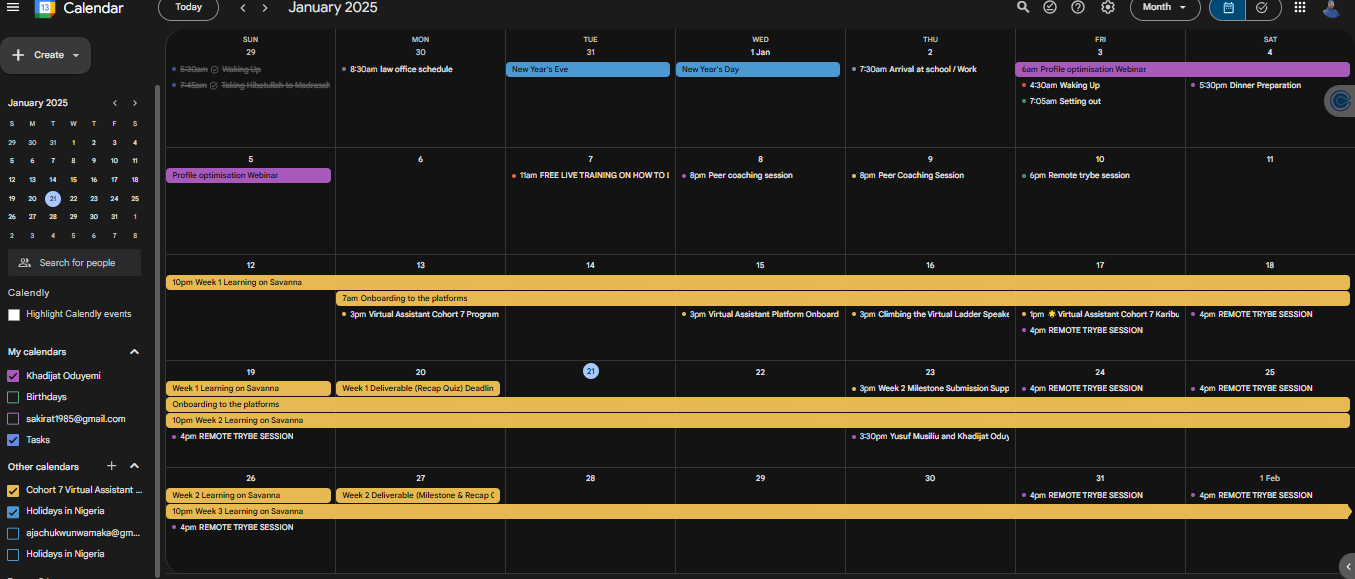 13 Calendar Today January 2025 Month
Create
January 2025
S M T W T F S
29 30 31 1 2 3 4
5 6 7 8 9 10 11
12 13 14 15 16 17 18
19 20 21 22 23 24 25
26 27 28 29 30 31 1
2 3 4 5 6 7 8
Search for people
Calendly
Highlight Calendly events
My calendars
Khadijat Oduyemi
Birthdays
sakirat1985@gmail.com
Tasks
Other calendars
Cohort 7 Virtual Assistant ...
Holidays in Nigeria
ajachukwunwamaka@gm...
Holidays in Nigeria
SUN MON TUE WED THU FRI SAT
29 30 31 1 Jan 2 3 4
5:30am Waking Up
7:45am Taking Hibatullah to Madrasah
8:30am law office schedule
New Year's Eve
New Year's Day
7:30am Arrival at school / Work
6am Profile optimisation Webinar
4:30am Waking Up
7:05am Setting out
5:30pm Dinner Preparation
5 6 7 8 9 10 11
Profile optimisation Webinar
11am FREE LIVE TRAINING ON HOW TO
8pm Peer coaching session
8pm Peer Coaching Session
6pm Remote trybe session
12 13 14 15 16 17 18
10pm Week 1 Learning on Savanna
7am Onboarding to the platforms
3pm Virtual Assistant Cohort 7 Program
3pm Virtual Assistant Platform Onboard
3pm Climbing the Virtual Ladder Speake
1pm 🌟 Virtual Assistant Cohort 7 Karibu
4pm REMOTE TRYBE SESSION
4pm REMOTE TRYBE SESSION
19 20 21 22 23 24 25
Week 1 Learning on Savanna
Week 1 Deliverable (Recap Quiz) Deadlin
3pm Week 2 Milestone Submission Supp
4pm REMOTE TRYBE SESSION
4pm REMOTE TRYBE SESSION
Onboarding to the platforms
10pm Week 2 Learning on Savanna
4pm REMOTE TRYBE SESSION
3:30pm Yusuf Musiliu and Khadijat Oduy
26 27 28 29 30 31 1 Feb
Week 2 Learning on Savanna
Week 2 Deliverable (Milestone & Recap
4pm REMOTE TRYBE SESSION
4pm REMOTE TRYBE SESSION
10pm Week 3 Learning on Savanna
4pm REMOTE TRYBE SESSION